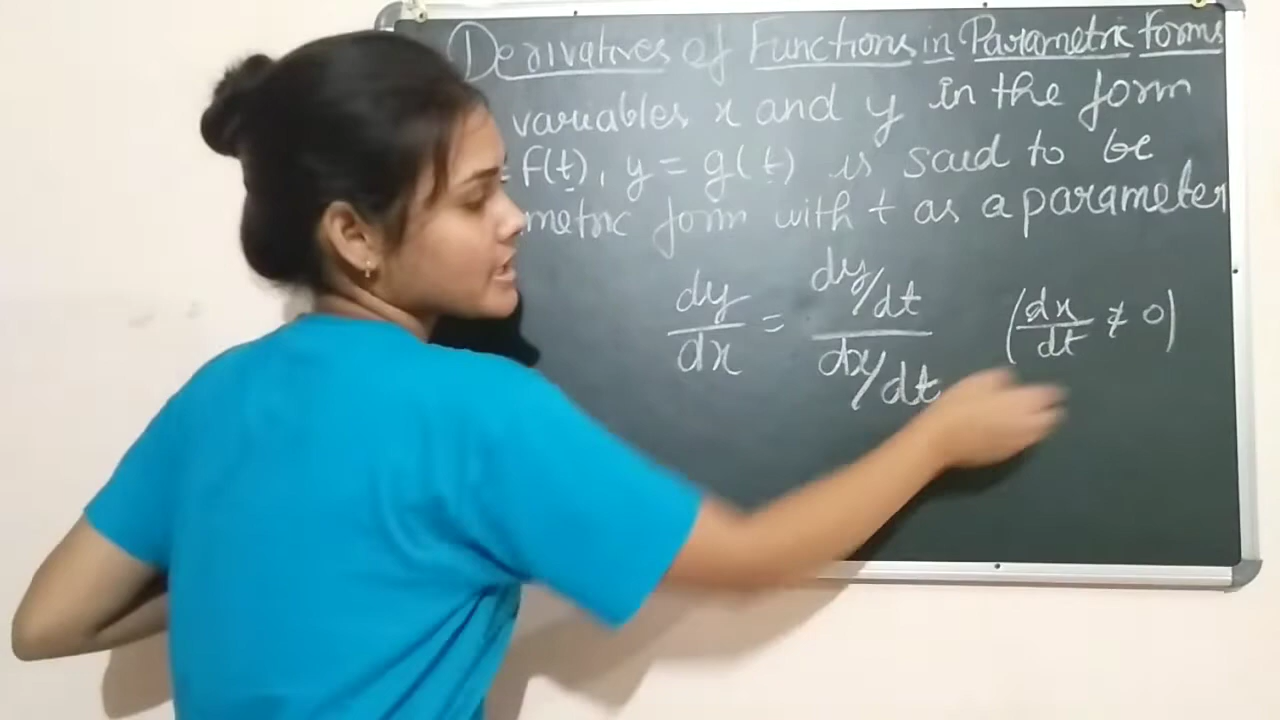 Derivatives of Functions in Parametric forms
variables x and y in the form
= f(t), y = g(t) is said to be
metric form with t as a parameter
dy/dx = (dy/dt)/(dx/dt) (dx/dt ≠ 0)